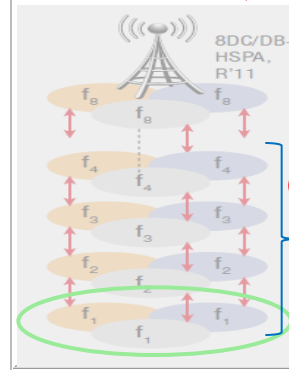 8DC/DB-
HSPA,
R'11
f8 f8
f8
f4 f4
f4
f3 f3
f3
f2 f2
f2
f1 f1
f1